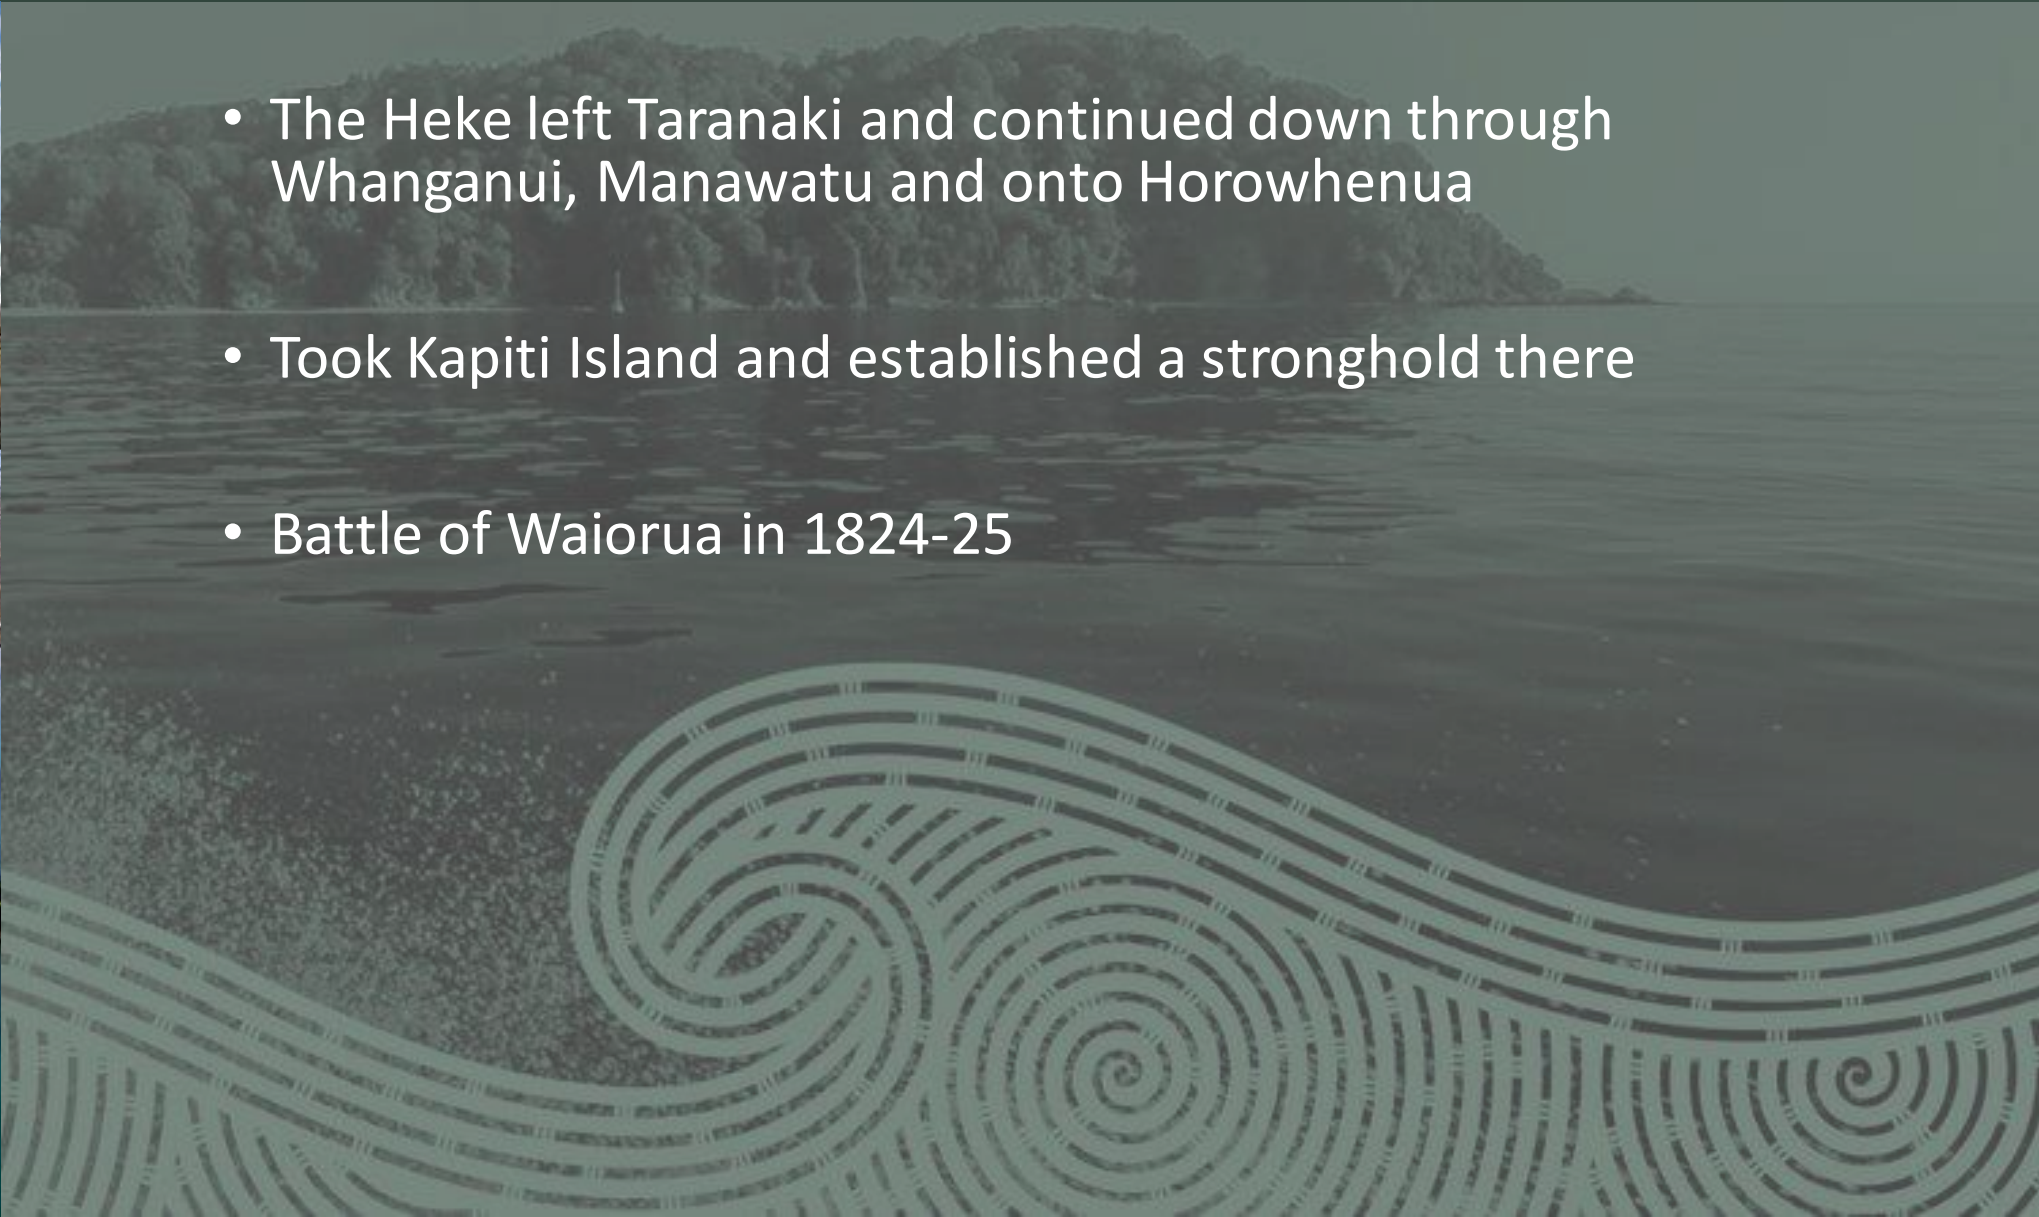 • The Heke left Taranaki and continued down through
Whanganui, Manawatu and onto Horowhenua
• Took Kapiti Island and established a stronghold there
• Battle of Waiorua in 1824-25